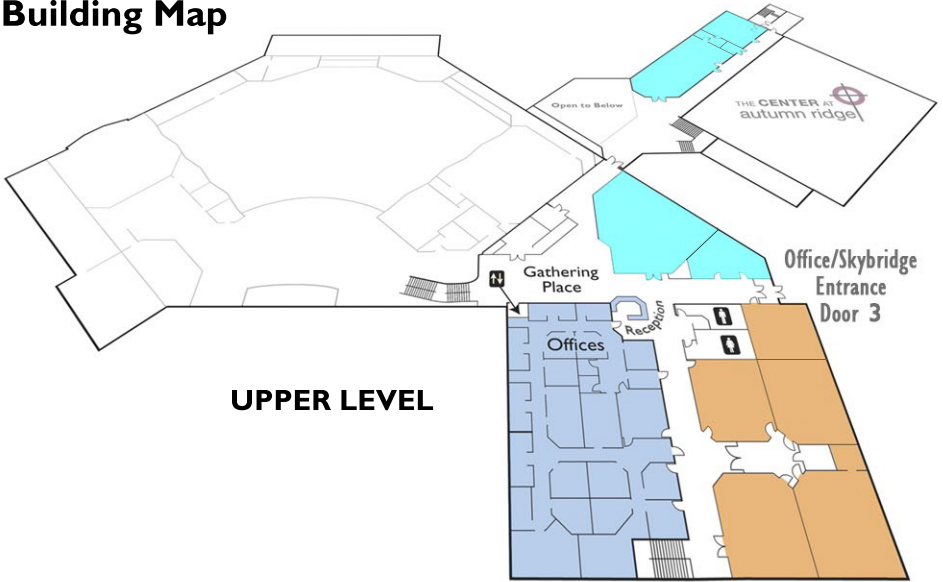 Building Map
Open to Below
THE CENTER AT
autumn ridge
Gathering
Place
Office/Skybridge
Entrance
Door 3
Reception
Offices
UPPER LEVEL